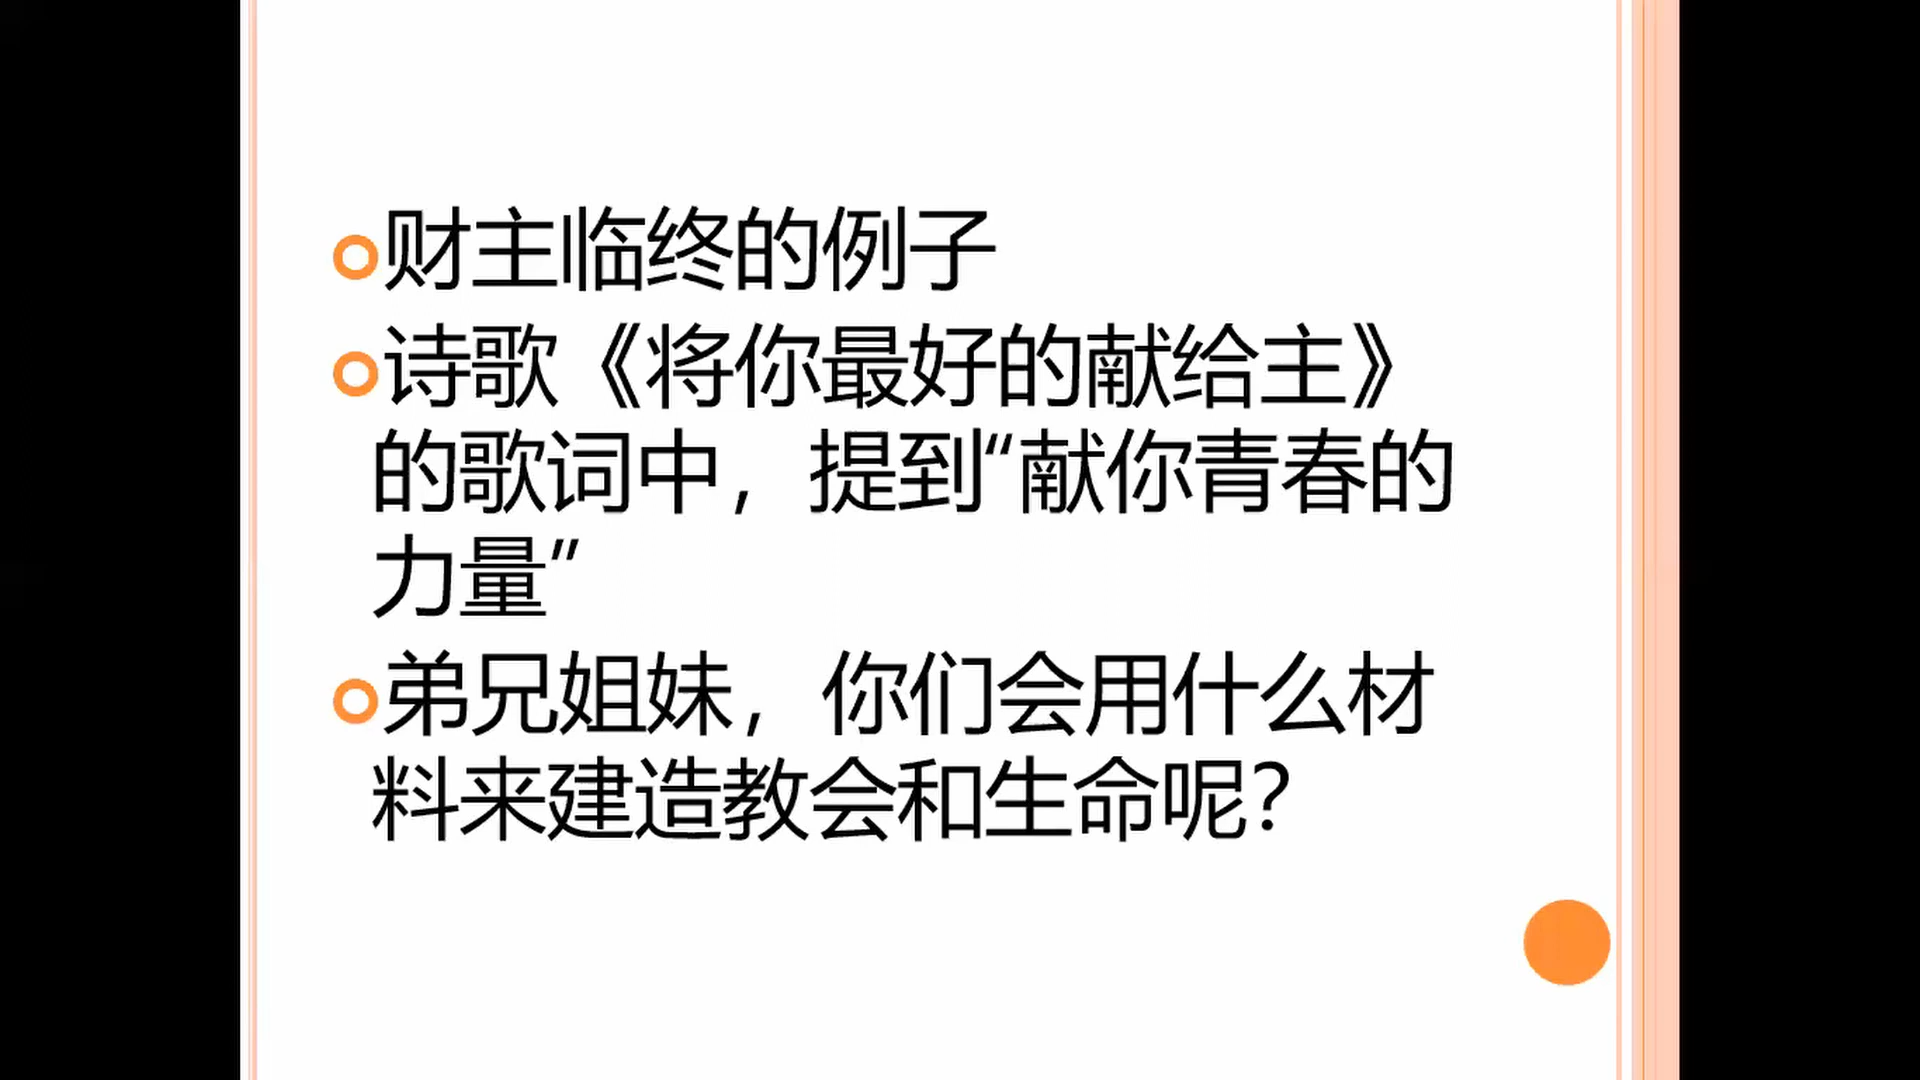 财主临终的例子
诗歌《将你最好的献给主》
的歌词中，提到“献你青春的
力量”
弟兄姐妹，你们会用什么材
料来建造教会和生命呢？